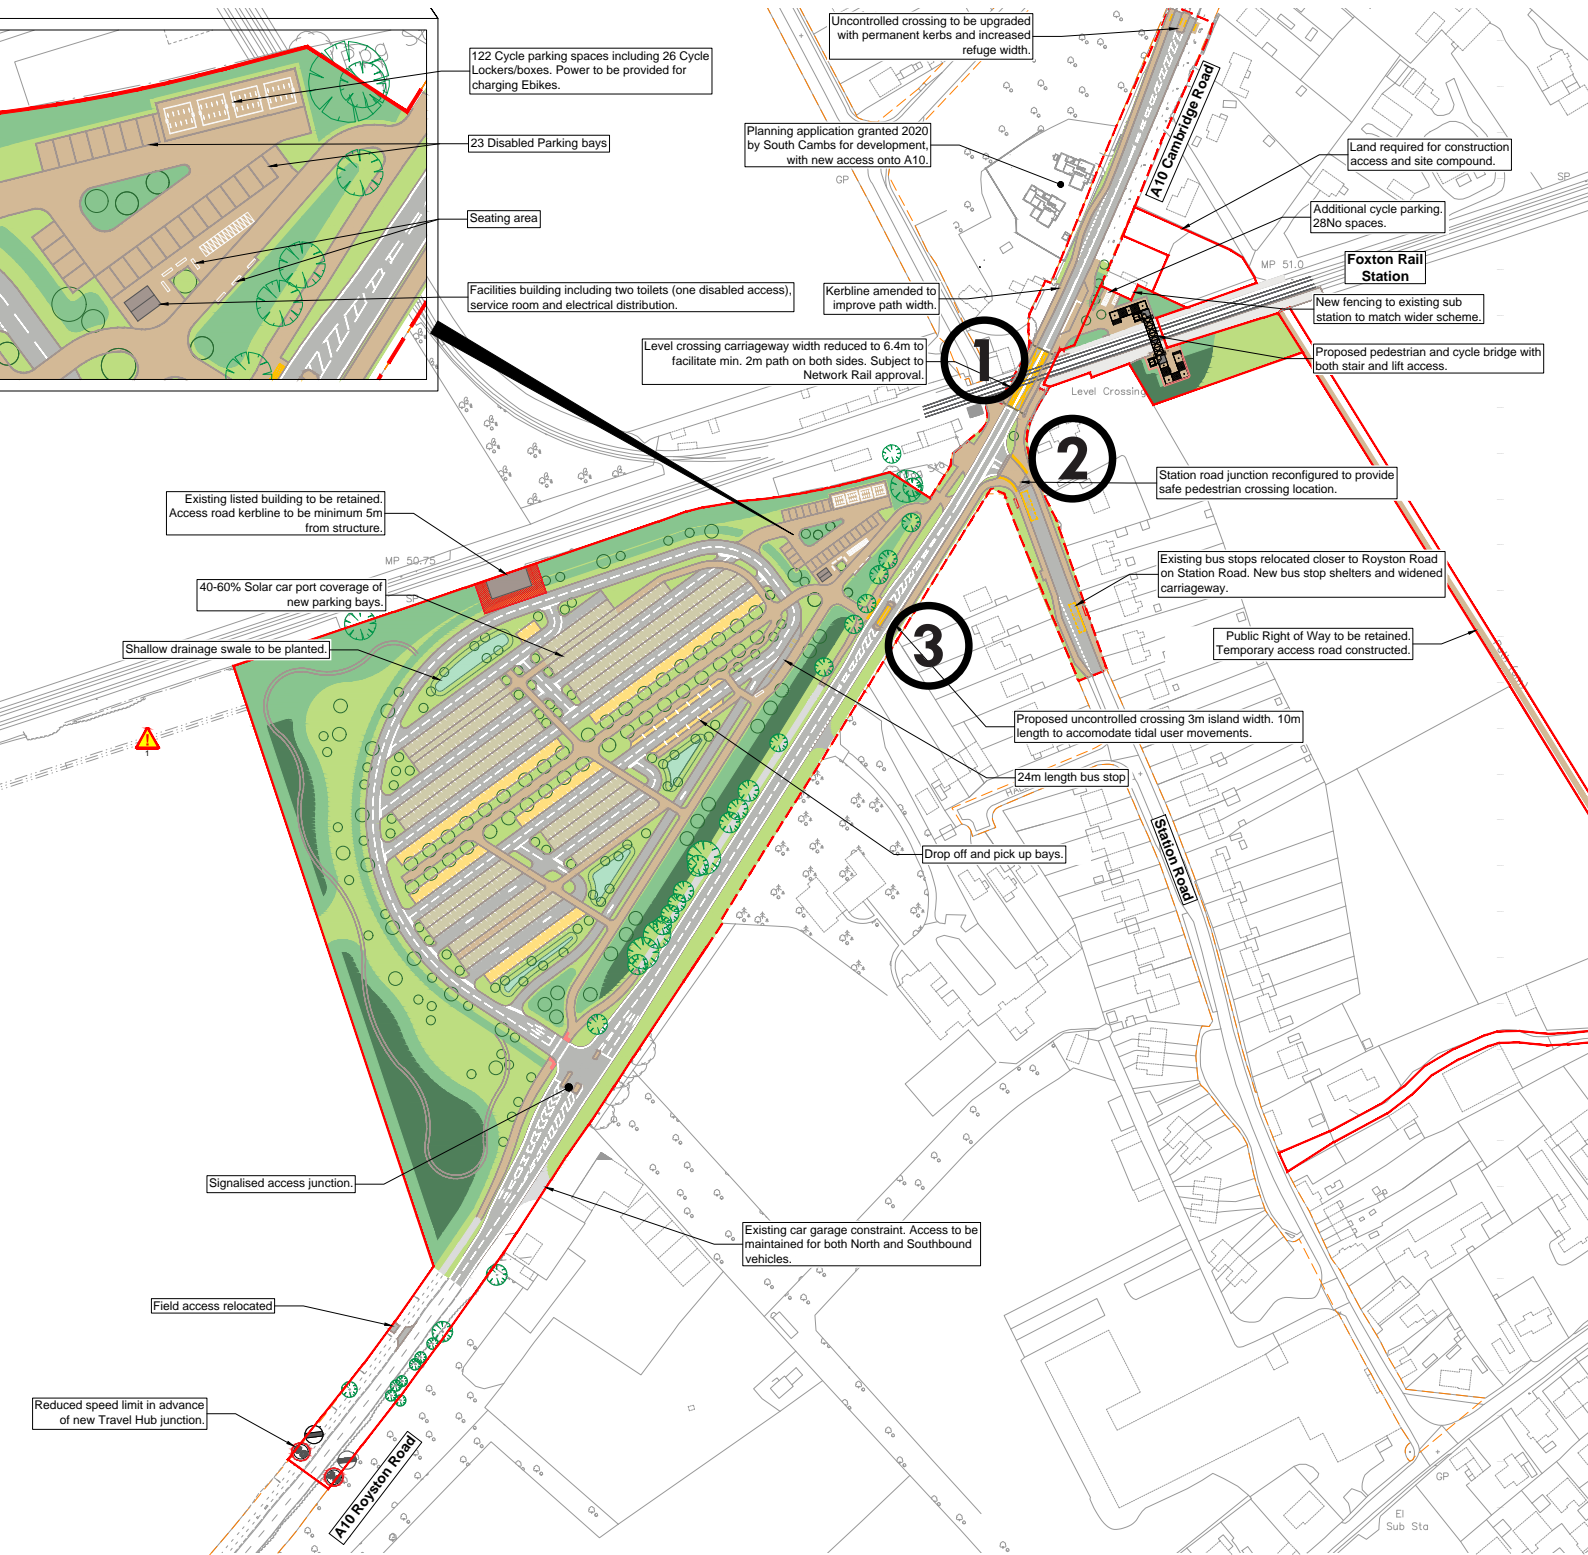 122 Cycle parking spaces including 26 Cycle
Lockers/boxes. Power to be provided for
charging Ebikes.
23 Disabled Parking bays
Seating area
Facilities building including two toilets (one disabled access),
service room and electrical distribution.
Uncontrolled crossing to be upgraded
with permanent kerbs and increased
refuge width.
Planning application granted 2020
by South Cambs for development,
with new access onto A10.
GP
A10 Cambridge Road
Land required for construction
access and site compound.
SP
Additional cycle parking.
28No spaces.
MP 51.0
Foxton Rail
Station
Kerbline amended to
improve path width.
New fencing to existing sub
station to match wider scheme.
Level crossing carriageway width reduced to 6.4m to
facilitate min. 2m path on both sides. Subject to
Network Rail approval.
1
Proposed pedestrian and cycle bridge with
both stair and lift access.
Level Crossing
2
Station road junction reconfigured to provide
safe pedestrian crossing location.
Existing listed building to be retained.
Access road kerbline to be minimum 5m
from structure.
MP 50.75
SP
40-60% Solar car port coverage of
new parking bays.
Existing bus stops relocated closer to Royston Road
on Station Road. New bus stop shelters and widened
carriageway.
Shallow drainage swale to be planted.
3
Public Right of Way to be retained.
Temporary access road constructed.
Proposed uncontrolled crossing 3m island width. 10m
length to accomodate tidal user movements.
24m length bus stop
Drop off and pick up bays.
Station Road
Signalised access junction.
Existing car garage constraint. Access to be
maintained for both North and Southbound
vehicles.
Field access relocated
Reduced speed limit in advance
of new Travel Hub junction.
A10 Royston Road
GP
El
Sub Sta